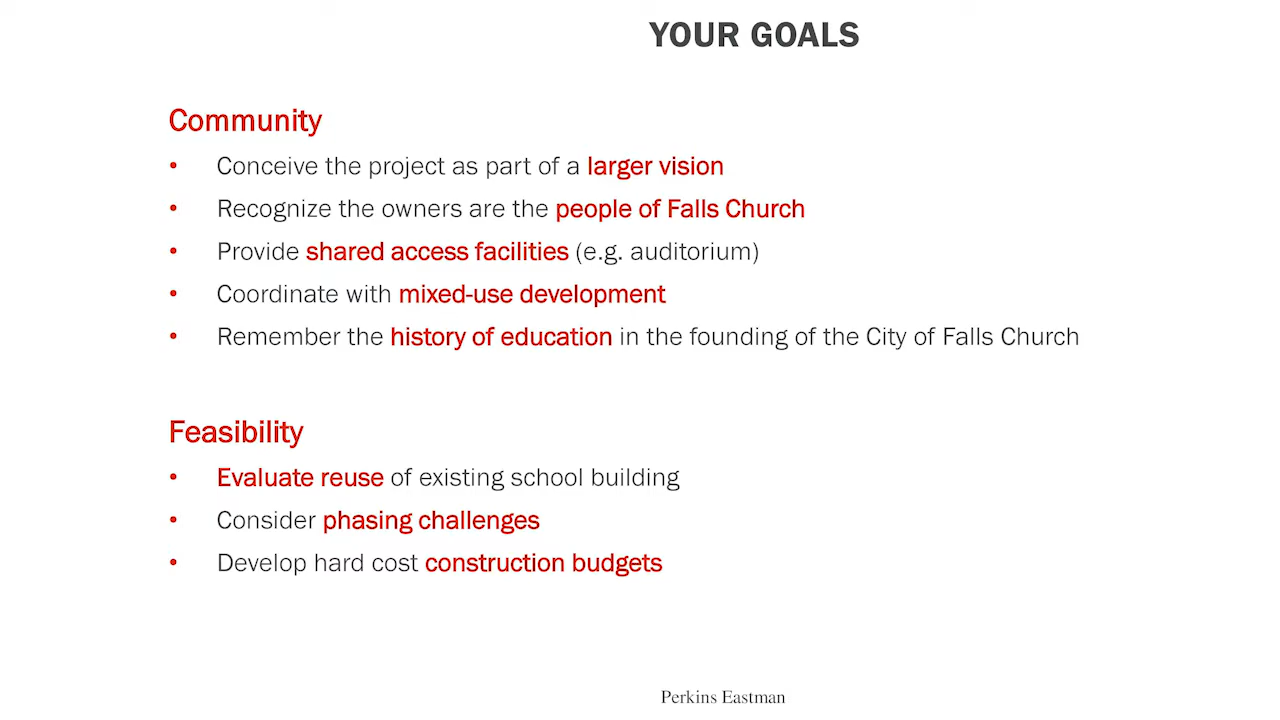 YOUR GOALS
Community
• Conceive the project as part of a larger vision
• Recognize the owners are the people of Falls Church
• Provide shared access facilities (e.g. auditorium)
• Coordinate with mixed-use development
• Remember the history of education in the founding of the City of Falls Church
Feasibility
• Evaluate reuse of existing school building
• Consider phasing challenges
• Develop hard cost construction budgets
Perkins Eastman